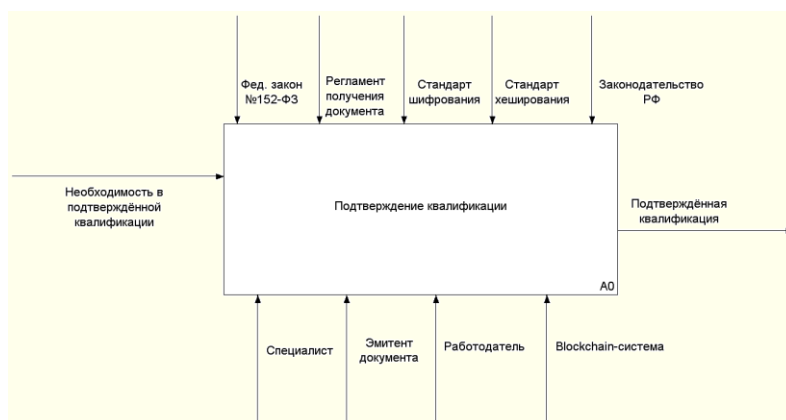 Фед. закон
№152-ФЗ
Регламент
получения
документа
Стандарт
шифрования
Стандарт
хеширования
Законодательство
РФ
Необходимость в
подтверждённой
квалификации
Подтверждение квалификации
Подтверждённая
квалификация
A0
Специалист
Эмитент
документа
Работодатель
Blockchain-система